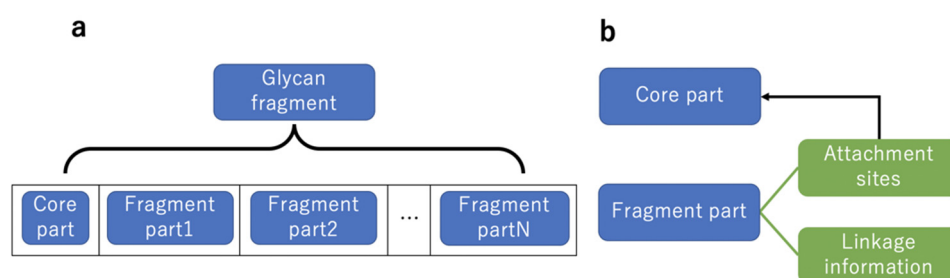 a
Glycan
fragment
Core
part
Fragment
part1
Fragment
part2
...
Fragment
partN
b
Core part
Attachment
sites
Fragment part
Linkage
information